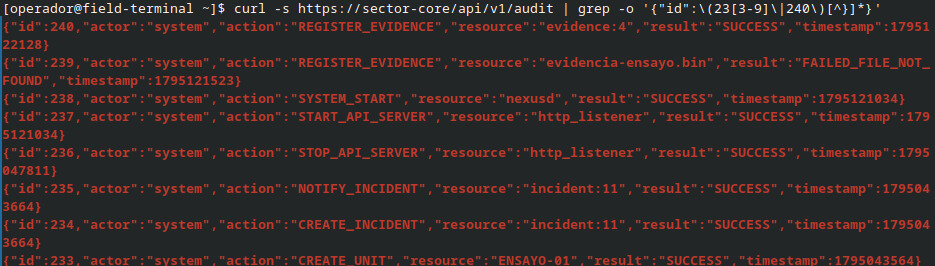 [operador@field-terminal ~]$ curl -s https://sector-core/api/v1/audit | grep -o '{"id":\(23[3-9]\|240\)[^}]*}'
{"id":240,"actor":"system","action":"REGISTER_EVIDENCE","resource":"evidence:4","result":"SUCCESS","timestamp":17951
22128}
{"id":239,"actor":"system","action":"REGISTER_EVIDENCE","resource":"evidencia-ensayo.bin","result":"FAILED_FILE_NOT_
FOUND","timestamp":1795121523}
{"id":238,"actor":"system","action":"SYSTEM_START","resource":"nexusd","result":"SUCCESS","timestamp":1795121034}
{"id":237,"actor":"system","action":"START_API_SERVER","resource":"http_listener","result":"SUCCESS","timestamp":179
5121034}
{"id":236,"actor":"system","action":"STOP_API_SERVER","resource":"http_listener","result":"SUCCESS","timestamp":1795
047811}
{"id":235,"actor":"system","action":"NOTIFY_INCIDENT","resource":"incident:11","result":"SUCCESS","timestamp":179504
3664}
{"id":234,"actor":"system","action":"CREATE_INCIDENT","resource":"incident:11","result":"SUCCESS","timestamp":179504
3664}
{"id":233,"actor":"system","action":"CREATE_UNIT","resource":"ENSAYO-01","result":"SUCCESS","timestamp":1795043564}